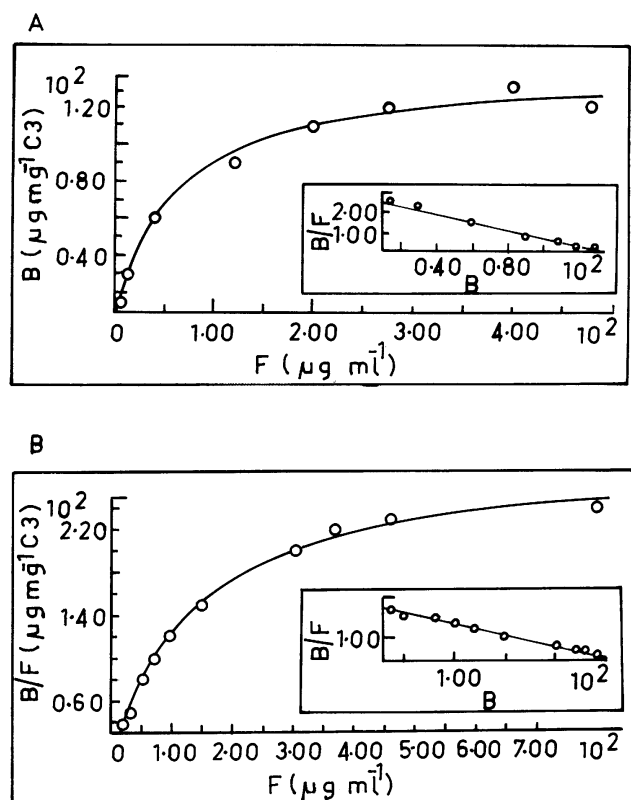 A
10²
1·20
0·80
0·40
B (µg mg⁻¹ C3)
0 1·00 2·00 3·00 4·00 10²
F (µg ml⁻¹)
B/F
2·00
1·00
0·40 0·80 10²
B
B
10²
2·20
1·40
0·60
B/F (µg mg⁻¹ C3)
0 1·00 3·00 4·00 5·00 6·00 7·00 10²
F (µg ml⁻¹)
B/F
1·00
1·00 10²
B